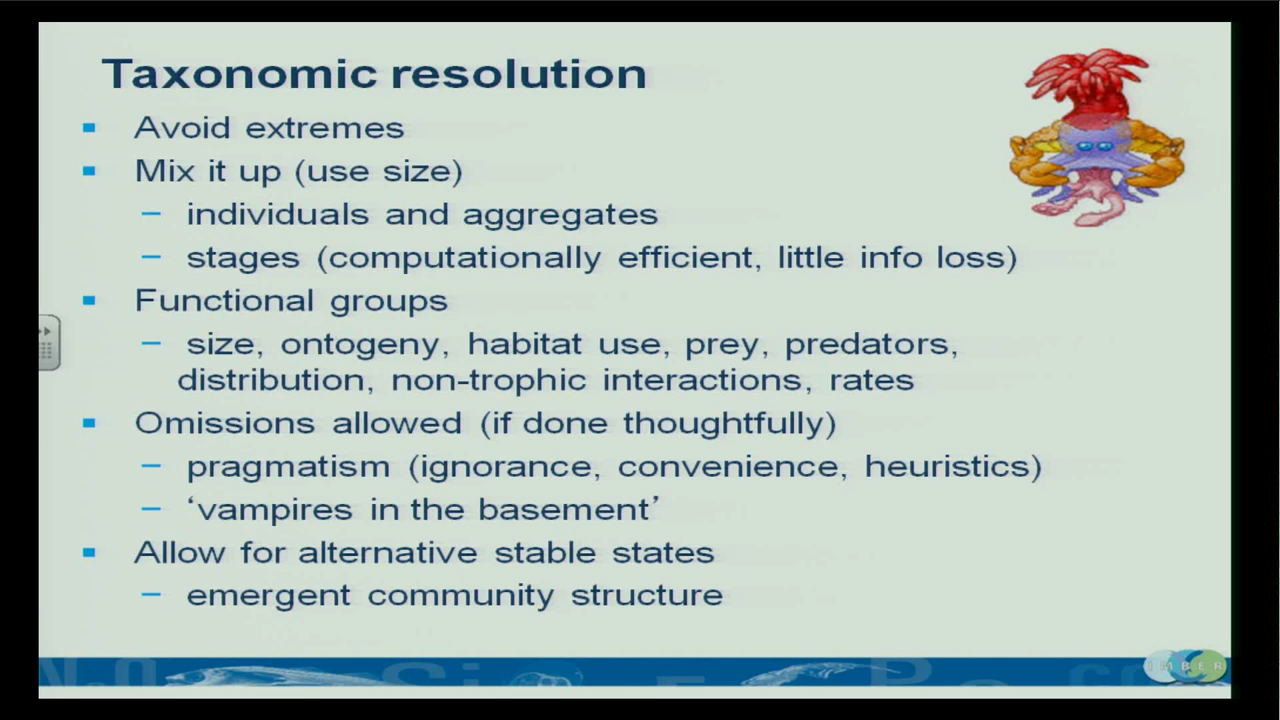 Taxonomic resolution
Avoid extremes
Mix it up (use size)
– individuals and aggregates
– stages (computationally efficient, little info loss)
Functional groups
– size, ontogeny, habitat use, prey, predators,
distribution, non-trophic interactions, rates
Omissions allowed (if done thoughtfully)
– pragmatism (ignorance, convenience, heuristics)
– ‘vampires in the basement’
Allow for alternative stable states
– emergent community structure
IMBER